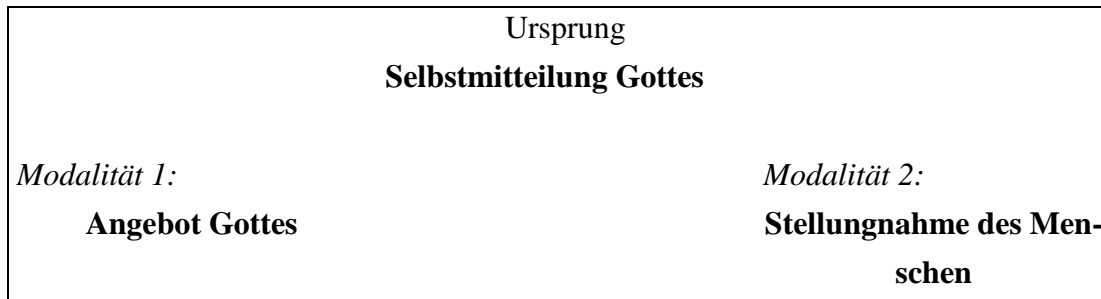 Ursprung
Selbstmitteilung Gottes
Modalität 1:
Modalität 2:
Angebot Gottes
Stellungnahme des Men-
schen